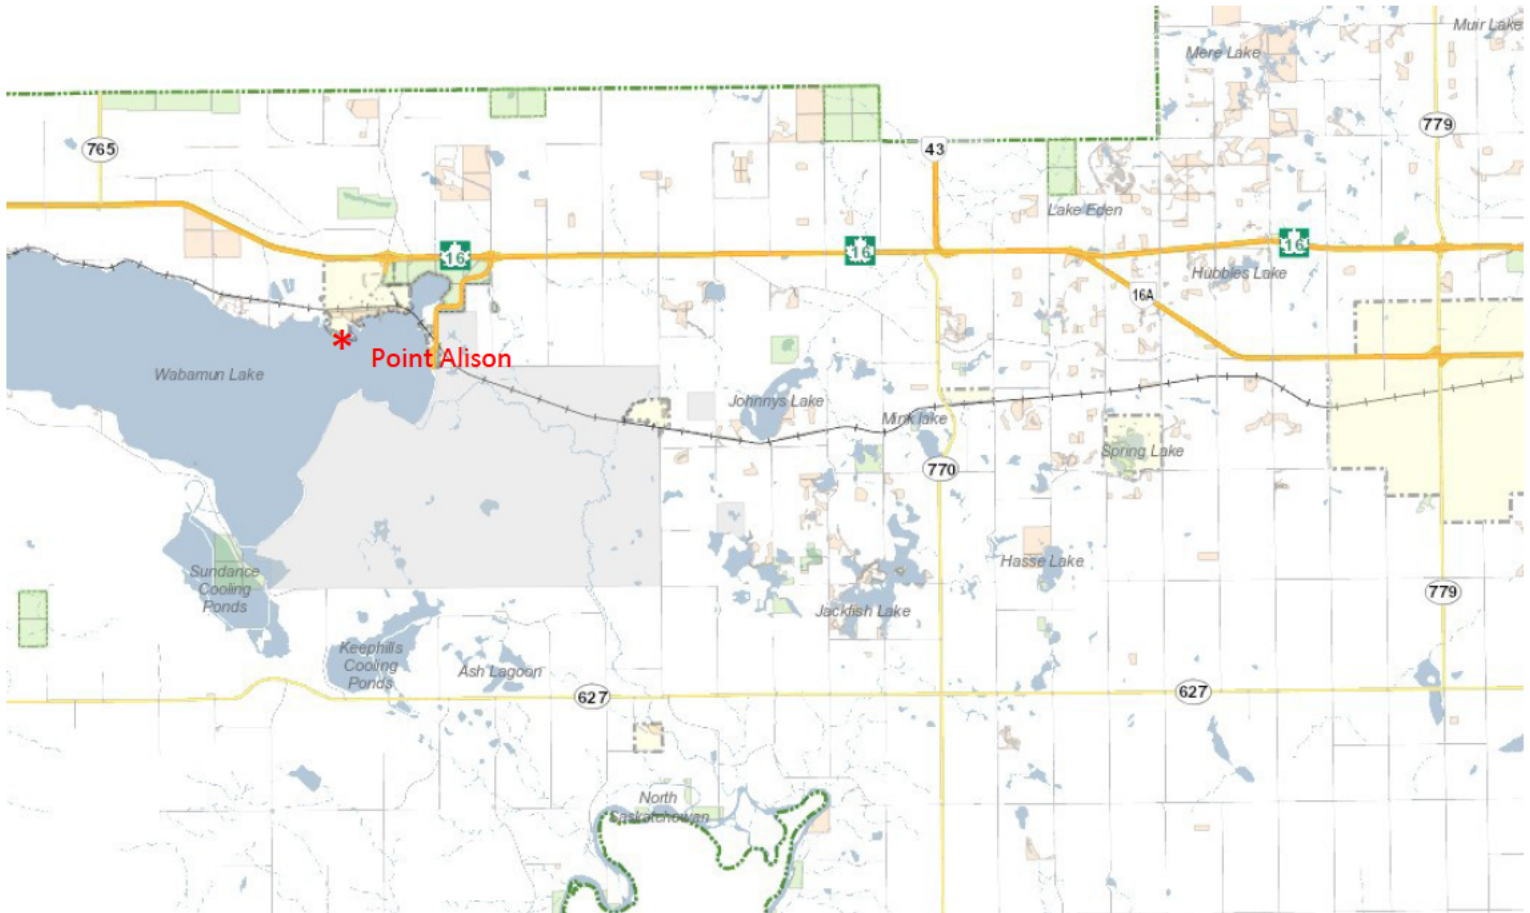 Muir Lake
Mere Lake
779
765
43
Lake Eden
16
16
16
Hubbles Lake
16A
Point Alison
Wabamun Lake
Johnnys Lake
Mink lake
Spring Lake
770
Hasse Lake
Sundance
Cooling
Ponds
779
Jackfish Lake
Keephills
Cooling
Ponds
Ash Lagoon
627
627
North
Saskatchewan